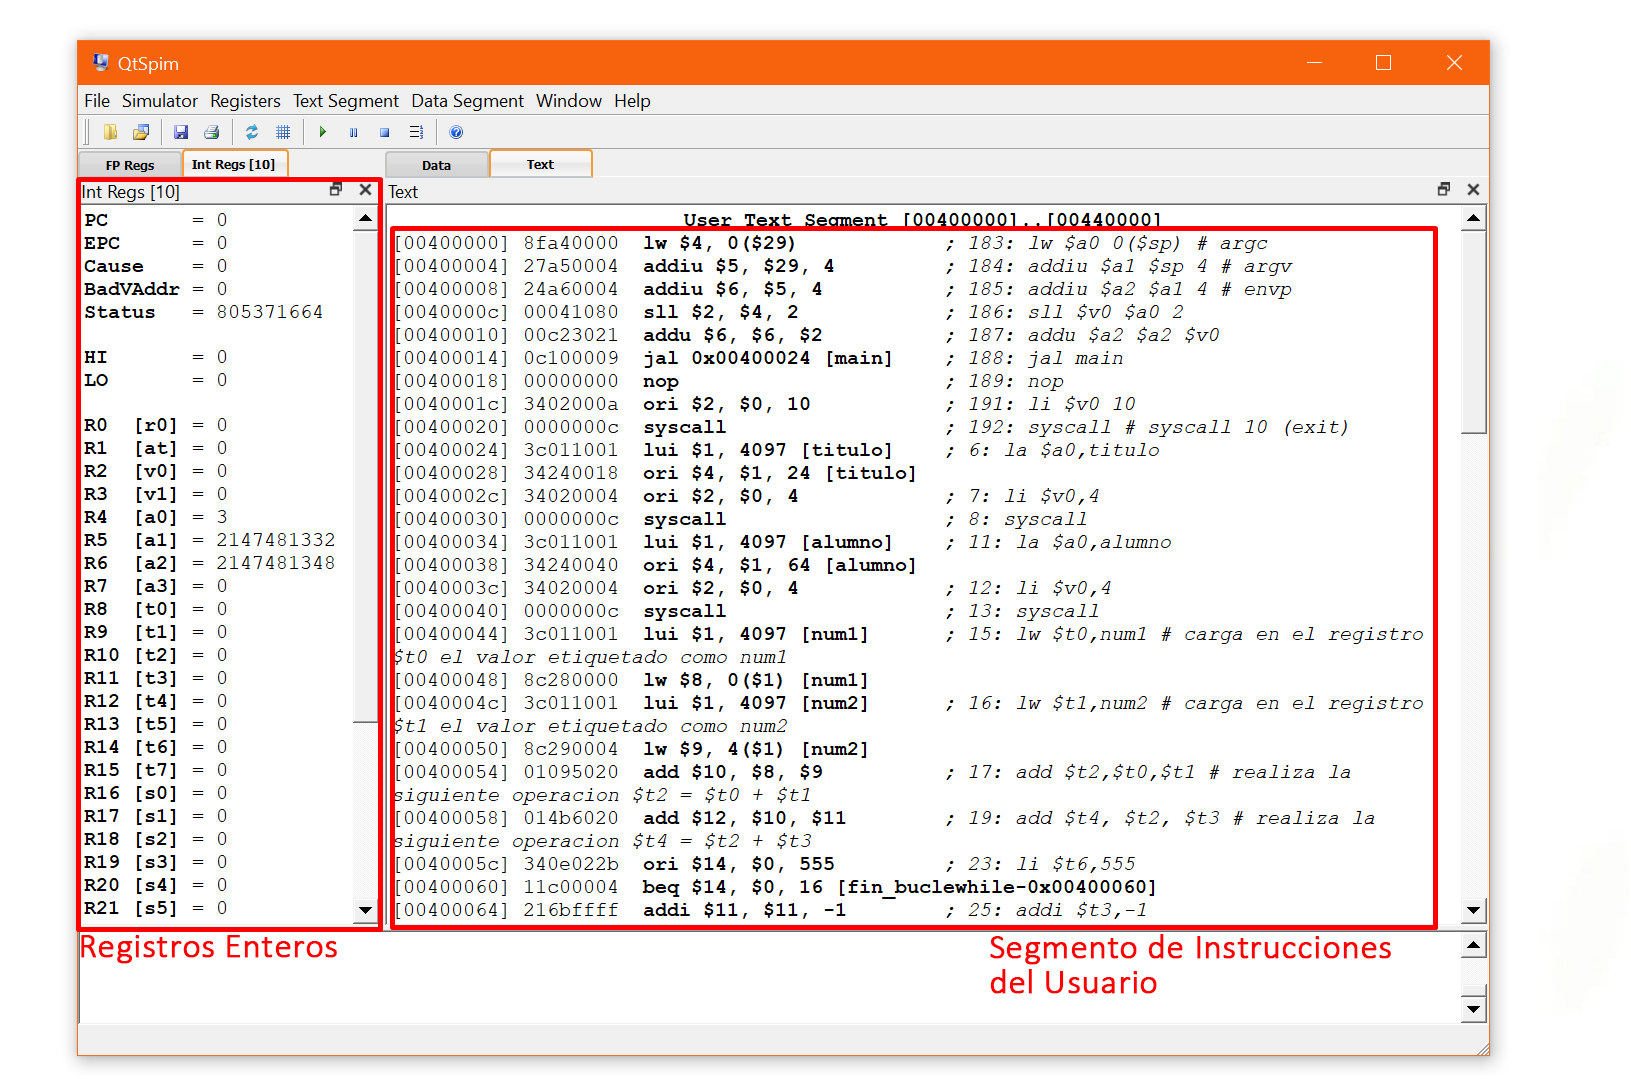 QtSpim
File Simulator Registers Text Segment Data Segment Window Help
FP Regs Int Regs [10] Data Text
Int Regs [10]
PC = 0
EPC = 0
Cause = 0
BadVAddr = 0
Status = 805371664
HI = 0
LO = 0
R0 [r0] = 0
R1 [at] = 0
R2 [v0] = 0
R3 [v1] = 0
R4 [a0] = 3
R5 [a1] = 2147481332
R6 [a2] = 2147481348
R7 [a3] = 0
R8 [t0] = 0
R9 [t1] = 0
R10 [t2] = 0
R11 [t3] = 0
R12 [t4] = 0
R13 [t5] = 0
R14 [t6] = 0
R15 [t7] = 0
R16 [s0] = 0
R17 [s1] = 0
R18 [s2] = 0
R19 [s3] = 0
R20 [s4] = 0
R21 [s5] = 0
Registros Enteros
Text
User Text Segment [00400000]..[00440000]
[00400000] 8fa40000 lw $4, 0($29) ; 183: lw $a0 0($sp) # argc
[00400004] 27a50004 addiu $5, $29, 4 ; 184: addiu $a1 $sp 4 # argv
[00400008] 24a60004 addiu $6, $5, 4 ; 185: addiu $a2 $a1 4 # envp
[0040000c] 00041080 sll $2, $4, 2 ; 186: sll $v0 $a0 2
[00400010] 00c23021 addu $6, $6, $2 ; 187: addu $a2 $a2 $v0
[00400014] 0c100009 jal 0x00400024 [main] ; 188: jal main
[00400018] 00000000 nop ; 189: nop
[0040001c] 3402000a ori $2, $0, 10 ; 191: li $v0 10
[00400020] 0000000c syscall ; 192: syscall # syscall 10 (exit)
[00400024] 3c011001 lui $1, 4097 [titulo] ; 6: la $a0,titulo
[00400028] 34240018 ori $4, $1, 24 [titulo]
[0040002c] 34020004 ori $2, $0, 4 ; 7: li $v0,4
[00400030] 0000000c syscall ; 8: syscall
[00400034] 3c011001 lui $1, 4097 [alumno] ; 11: la $a0,alumno
[00400038] 34240040 ori $4, $1, 64 [alumno]
[0040003c] 34020004 ori $2, $0, 4 ; 12: li $v0,4
[00400040] 0000000c syscall ; 13: syscall
[00400044] 3c011001 lui $1, 4097 [num1] ; 15: lw $t0,num1 # carga en el registro
$t0 el valor etiquetado como num1
[00400048] 8c280000 lw $8, 0($1) [num1]
[0040004c] 3c011001 lui $1, 4097 [num2] ; 16: lw $t1,num2 # carga en el registro
$t1 el valor etiquetado como num2
[00400050] 8c290004 lw $9, 4($1) [num2]
[00400054] 01095020 add $10, $8, $9 ; 17: add $t2,$t0,$t1 # realiza la
siguiente operacion $t2 = $t0 + $t1
[00400058] 014b6020 add $12, $10, $11 ; 19: add $t4, $t2, $t3 # realiza la
siguiente operacion $t4 = $t2 + $t3
[0040005c] 340e022b ori $14, $0, 555 ; 23: li $t6,555
[00400060] 11c00004 beq $14, $0, 16 [fin_buclewhile-0x00400060]
[00400064] 216bffff addi $11, $11, -1 ; 25: addi $t3,-1
Segmento de Instrucciones
del Usuario